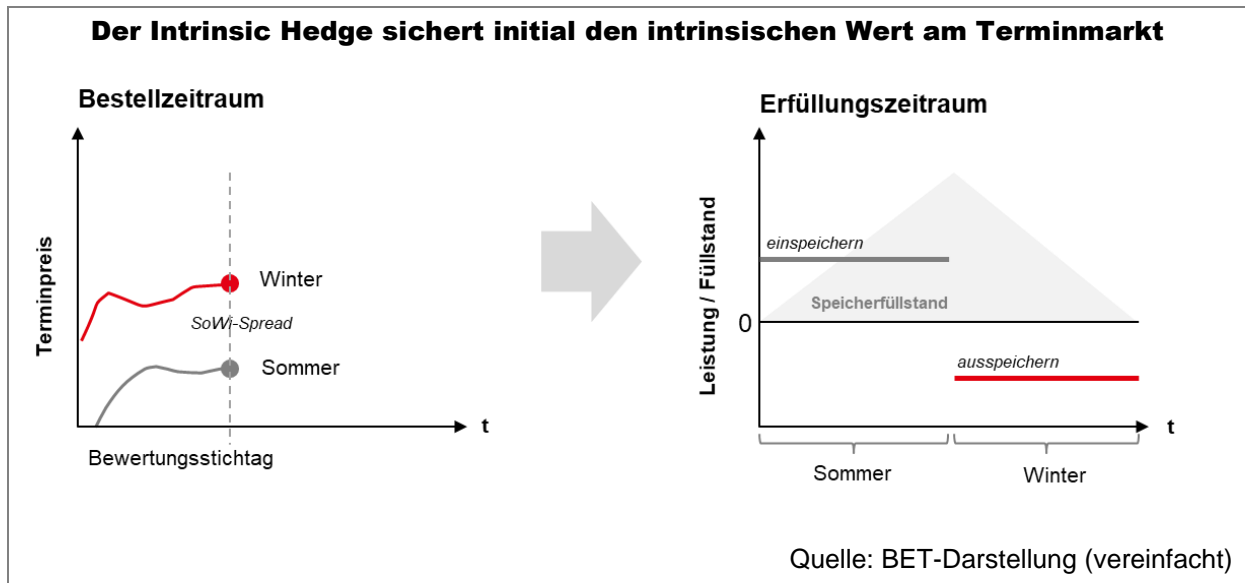 Der Intrinsic Hedge sichert initial den intrinsischen Wert am Terminmarkt
Bestellzeitraum
Terminpreis
Winter
SoWi-Spread
Sommer
t
Bewertungsstichtag
Erfüllungszeitraum
Leistung / Füllstand
einspeichern
Speicherfüllstand
0
ausspeichern
t
Sommer
Winter
Quelle: BET-Darstellung (vereinfacht)